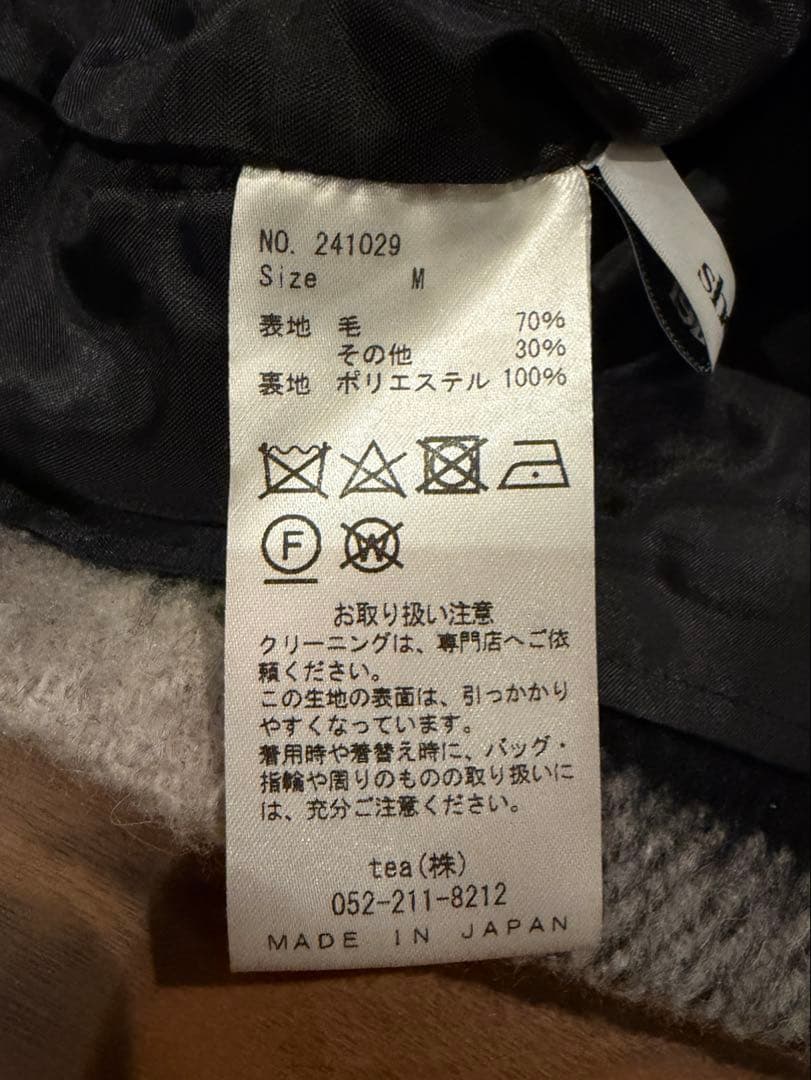 NO. 241029
Size M
表地 毛 70%
その他 30%
裏地 ポリエステル 100%
F
W
お取り扱い注意
クリーニングは、専門店へご依
頼ください。
この生地の表面は、引っかかり
やすくなっています。
着用時や着替え時に、バッグ・
指輪や周りのものの取り扱いに
は、充分ご注意ください。
tea(株)
052-211-8212
MADE IN JAPAN